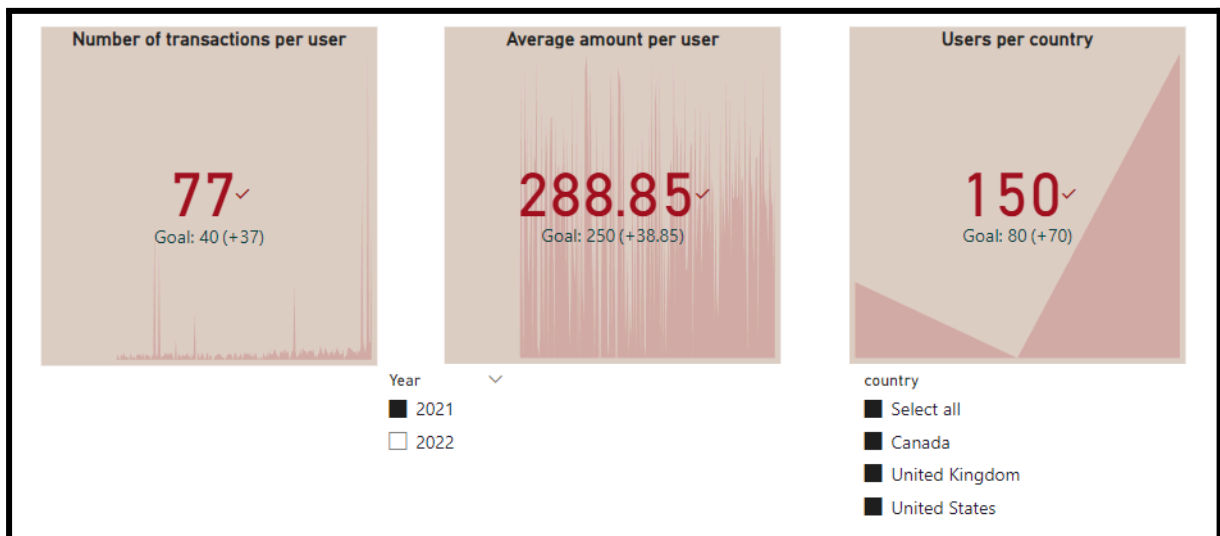 Number of transactions per user
77
Goal: 40 (+37)
Average amount per user
288.85
Goal: 250 (+38.85)
Users per country
150
Goal: 80 (+70)
Year
2021
2022
country
Select all
Canada
United Kingdom
United States